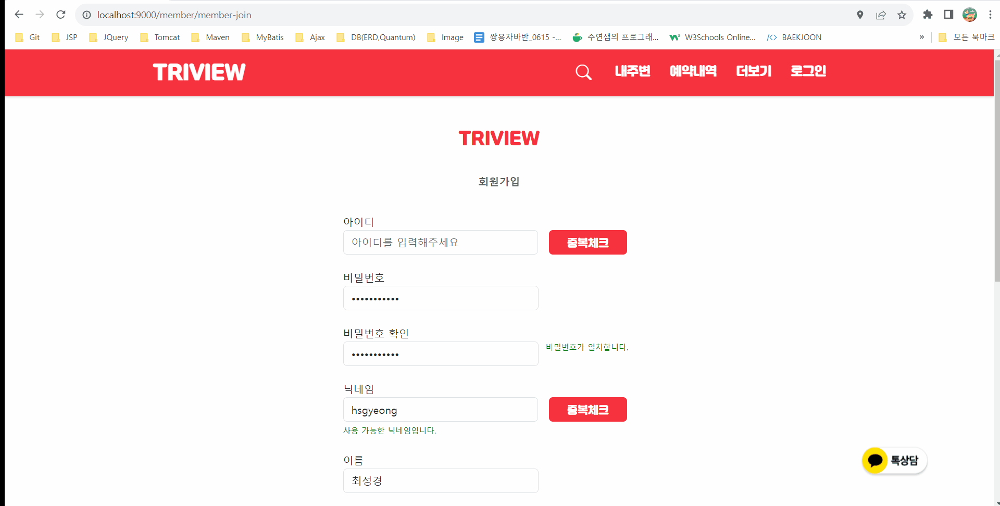 localhost:9000/member/member-join
Git JSP JQuery Tomcat Maven MyBatis Ajax DB(ERD,Quantum) Image 쌍용자바반_0615 -... 수연샘의 프로그래... W3Schools Online... BAEKJOON » 모든 북마크
TRIVIEW 내주변 예약내역 더보기 로그인
TRIVIEW
회원가입
아이디
아이디를 입력해주세요 중복체크
비밀번호
•••••••••••
비밀번호 확인
••••••••••• 비밀번호가 일치합니다.
닉네임
hsgyeong 중복체크
사용 가능한 닉네임입니다.
이름
톡상담
최성경